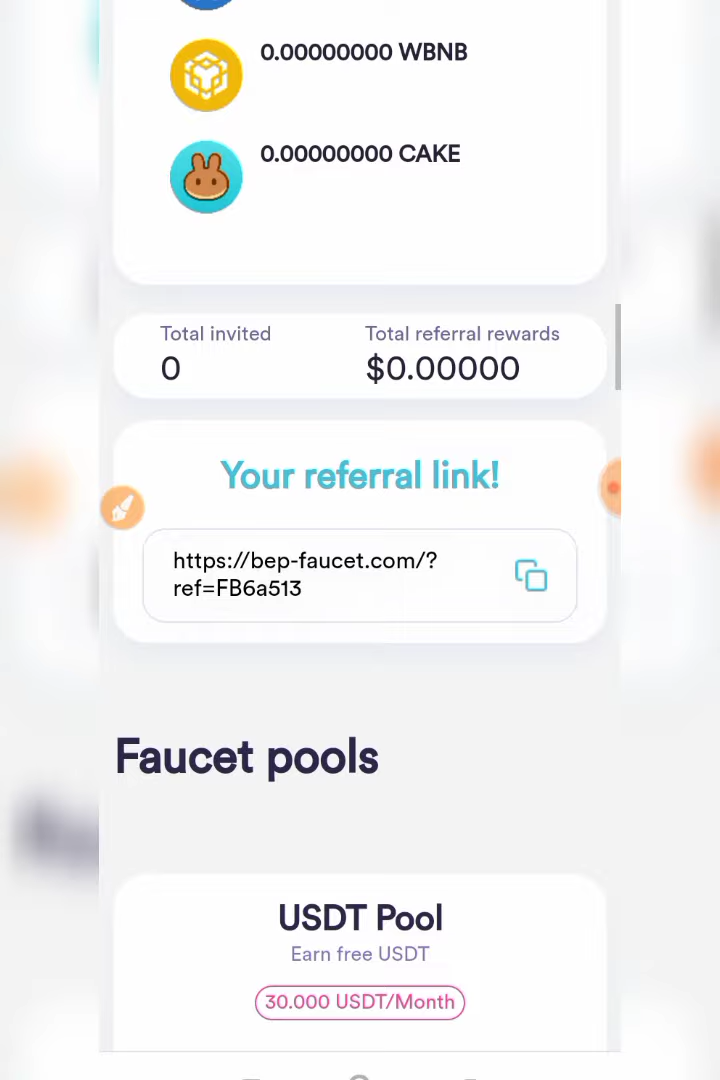 0.00000000 WBNB
0.00000000 CAKE
Total invited
Total referral rewards
0
$0.00000
Your referral link!
https://bep-faucet.com/?
ref=FB6a513
Faucet pools
USDT Pool
Earn free USDT
30.000 USDT/Month